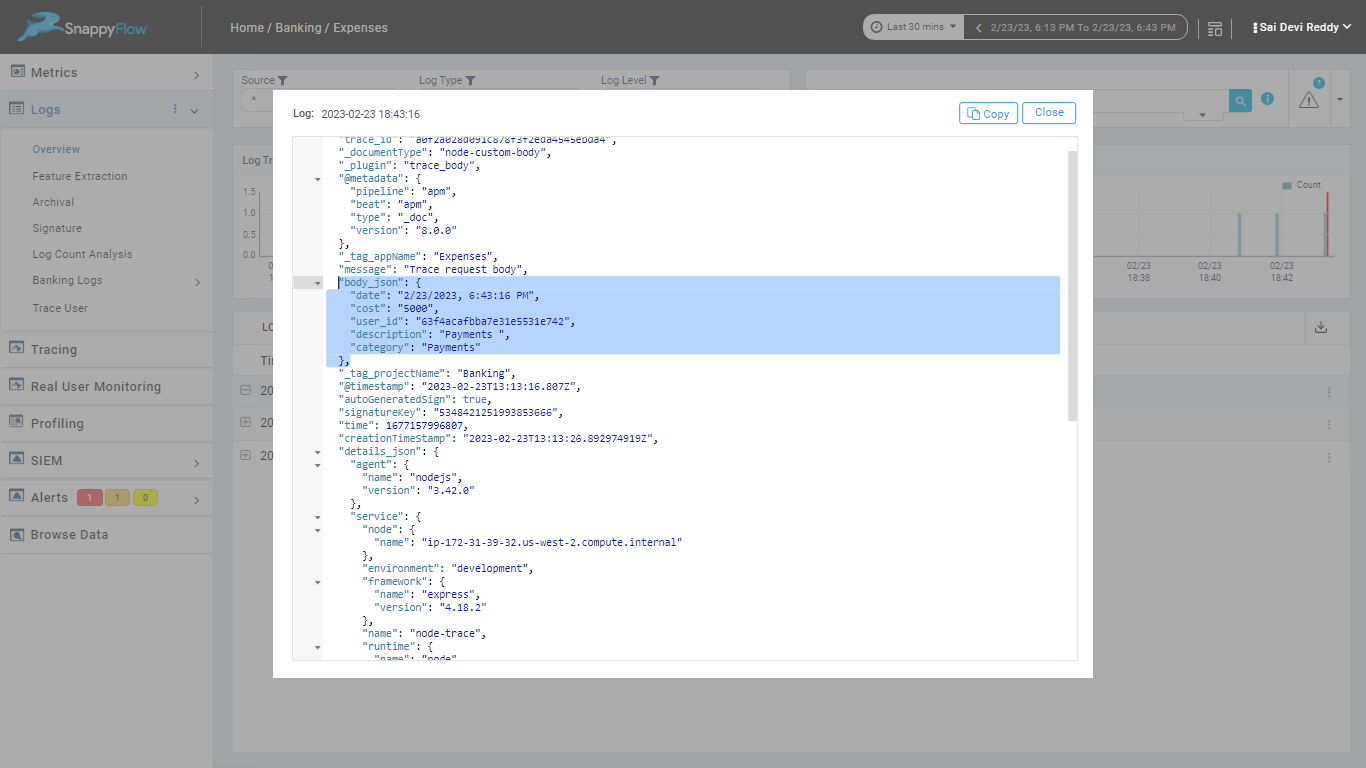 SnappyFlow
Home / Banking / Expenses
Last 30 mins
2/23/23, 6:13 PM To 2/23/23, 6:43 PM
Sai Devi Reddy
Metrics
Logs
Overview
Feature Extraction
Archival
Signature
Log Count Analysis
Banking Logs
Trace User
Tracing
Real User Monitoring
Profiling
SIEM
Alerts 1 1 0
Browse Data
Source
Log Type
Log Level
*
?
Log Tr
1.5
1.0
0.5
0.0
Count
02/23
18:38
02/23
18:40
02/23
18:42
LO
Ti
20
20
20
Log: 2023-02-23 18:43:16
Copy
Close
"trace_id": "a0f2a028d091c878f3f2eda4545ebda4",
"_documentType": "node-custom-body",
"_plugin": "trace_body",
"@metadata": {
"pipeline": "apm",
"beat": "apm",
"type": "_doc",
"version": "8.0.0"
},
"_tag_appName": "Expenses",
"message": "Trace request body",
"body_json": {
"date": "2/23/2023, 6:43:16 PM",
"cost": "5000",
"user_id": "63f4acafbba7e31e5531e742",
"description": "Payments ",
"category": "Payments"
},
"_tag_projectName": "Banking",
"@timestamp": "2023-02-23T13:13:16.807Z",
"autoGeneratedSign": true,
"signatureKey": "5348421251993853666",
"time": 1677157996807,
"creationTimeStamp": "2023-02-23T13:13:26.892974919Z",
"details_json": {
"agent": {
"name": "nodejs",
"version": "3.42.0"
},
"service": {
"node": {
"name": "ip-172-31-39-32.us-west-2.compute.internal"
},
"environment": "development",
"framework": {
"name": "express",
"version": "4.18.2"
},
"name": "node-trace",
"runtime": {
"name": "node"